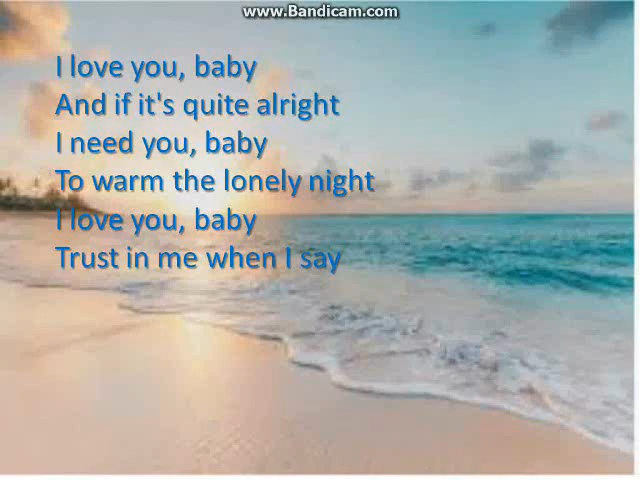 www.Bandicam.com
I love you, baby
And if it's quite alright
I need you, baby
To warm the lonely night
I love you, baby
Trust in me when I say